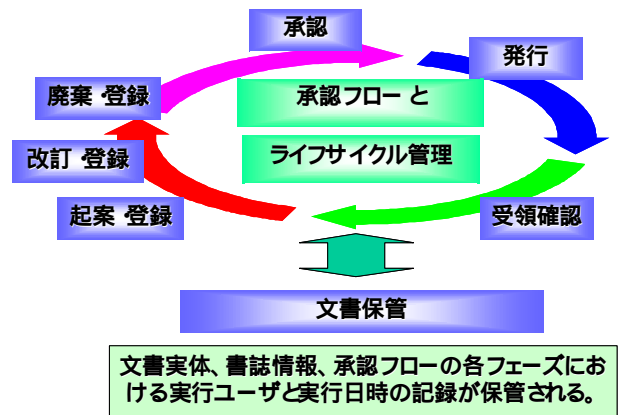 承認
発行
廃棄・登録
承認フローと
ライフサイクル管理
改訂・登録
起案・登録
受領確認
文書保管
文書実体、書誌情報、承認フローの各フェーズにお
ける実行ユーザと実行日時の記録が保管される。